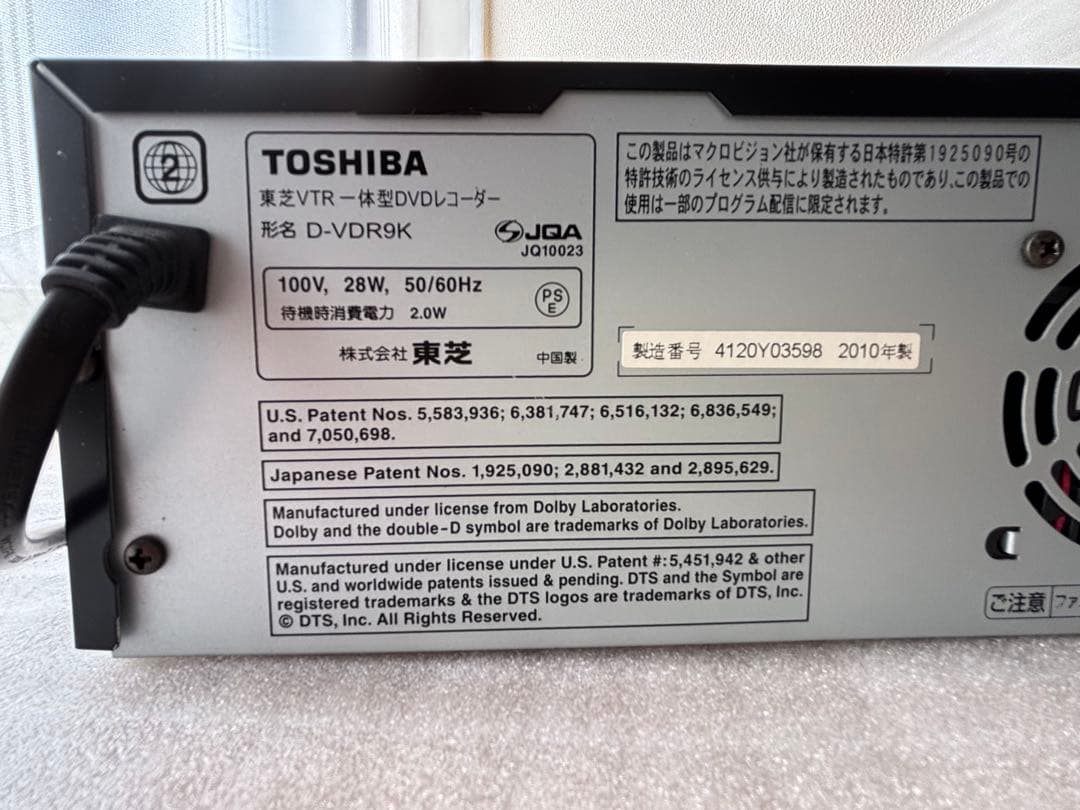 2
TOSHIBA
東芝VTR一体型DVDレコーダー
形名 D-VDR9K
JQA
JQ10023
100V, 28W, 50/60Hz
待機時消費電力 2.0W
PS
E
株式会社 東芝 中国製
この製品はマクロビジョン社が保有する日本特許第1925090号の
特許技術のライセンス供与により製造されたものであり、この製品での
使用は一部のプログラム配信に限定されます。
製造番号 4120Y03598 2010年製
U.S. Patent Nos. 5,583,936; 6,381,747; 6,516,132; 6,836,549;
and 7,050,698.
Japanese Patent Nos. 1,925,090; 2,881,432 and 2,895,629.
Manufactured under license from Dolby Laboratories.
Dolby and the double-D symbol are trademarks of Dolby Laboratories.
Manufactured under license under U.S. Patent #:5,451,942 & other
U.S. and worldwide patents issued & pending. DTS and the Symbol are
registered trademarks & the DTS logos are trademarks of DTS, Inc.
© DTS, Inc. All Rights Reserved.
ご注意 ファ